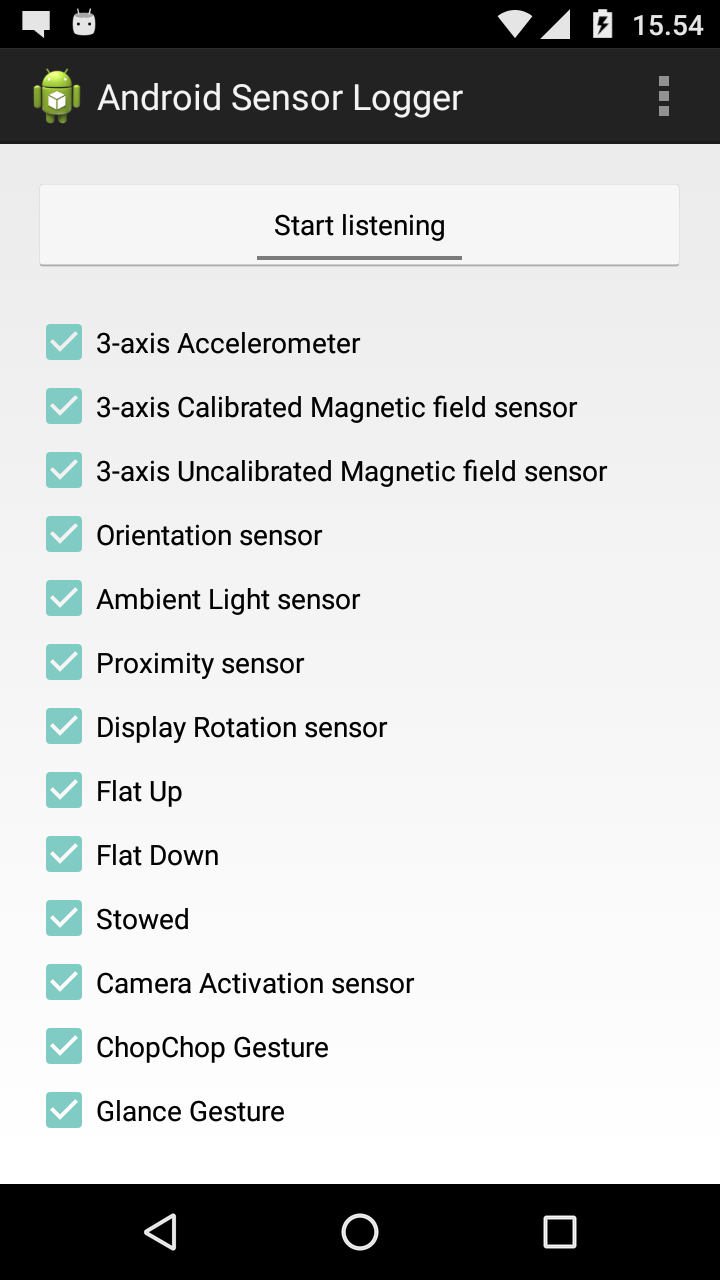 15.54
Android Sensor Logger
Start listening
3-axis Accelerometer
3-axis Calibrated Magnetic field sensor
3-axis Uncalibrated Magnetic field sensor
Orientation sensor
Ambient Light sensor
Proximity sensor
Display Rotation sensor
Flat Up
Flat Down
Stowed
Camera Activation sensor
ChopChop Gesture
Glance Gesture